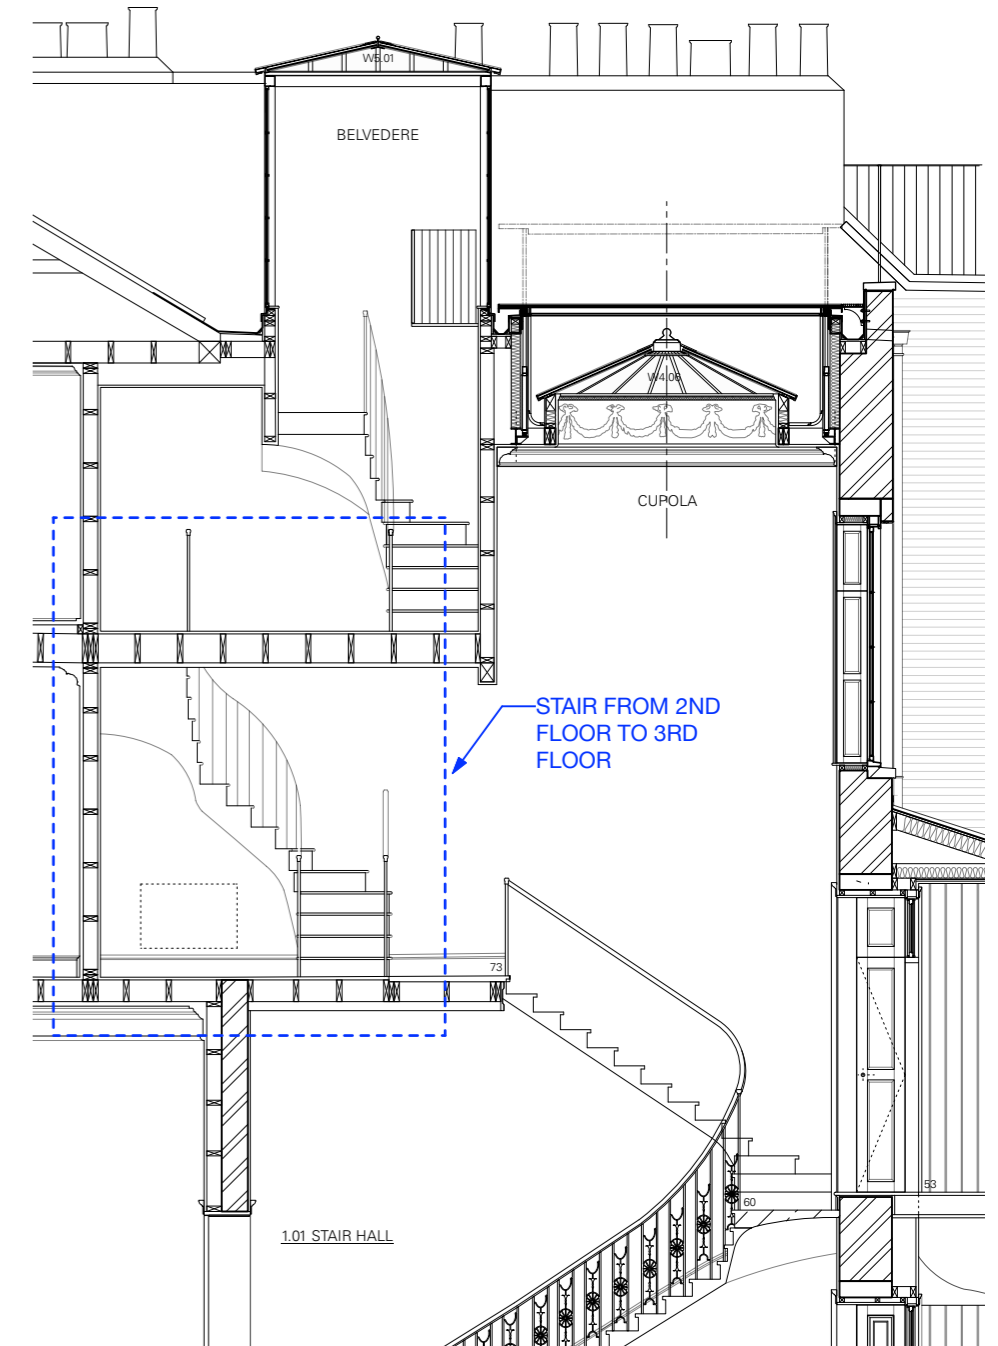 W5.01
BELVEDERE
W4.06
CUPOLA
STAIR FROM 2ND
FLOOR TO 3RD
FLOOR
73
53
60
1.01 STAIR HALL